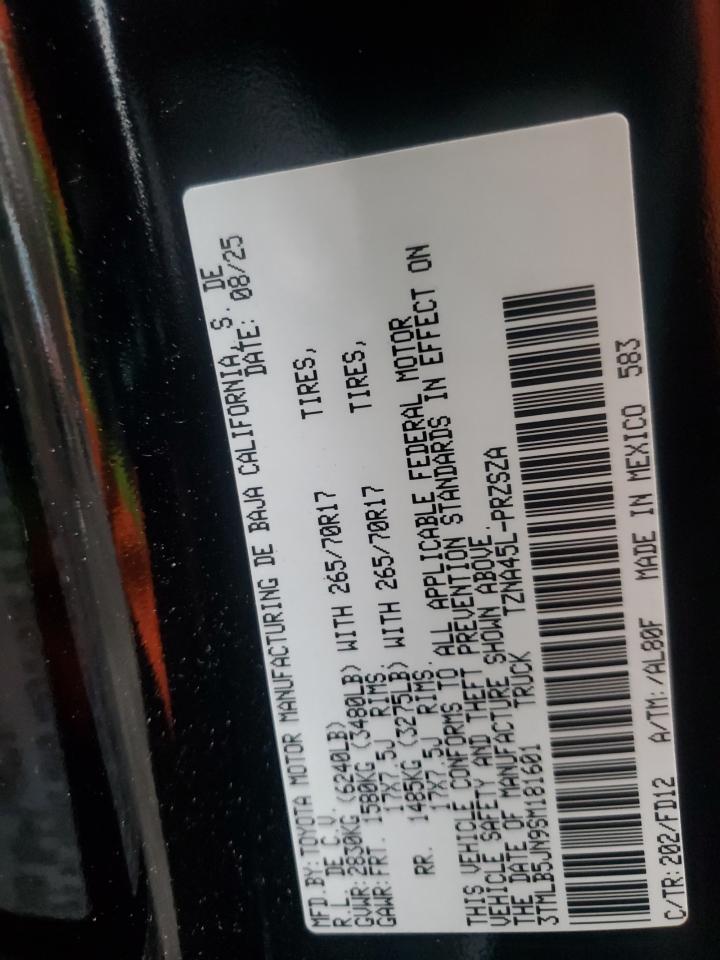 MFD.BY: TOYOTA MOTOR MANUFACTURING DE BAJA CALIFORNIA, S. DE
R.L. DE C.V. DATE: 08/25
GVWR: 2830KG (6240LB)
GAWR: FRT. 1580KG (3480LB) WITH 265/70R17 TIRES,
17X7.5J RIMS.
RR. 1485KG (3275LB) WITH 265/70R17 TIRES,
17X7.5J RIMS.
THIS VEHICLE CONFORMS TO ALL APPLICABLE FEDERAL MOTOR
VEHICLE SAFETY AND THEFT PREVENTION STANDARDS IN EFFECT ON
THE DATE OF MANUFACTURE SHOWN ABOVE.
3TMLB5JN9SM181601 TRUCK TZNA45L-PRZSZA
C/TR: 202/FD12 A/TM: /AL80F MADE IN MEXICO 583